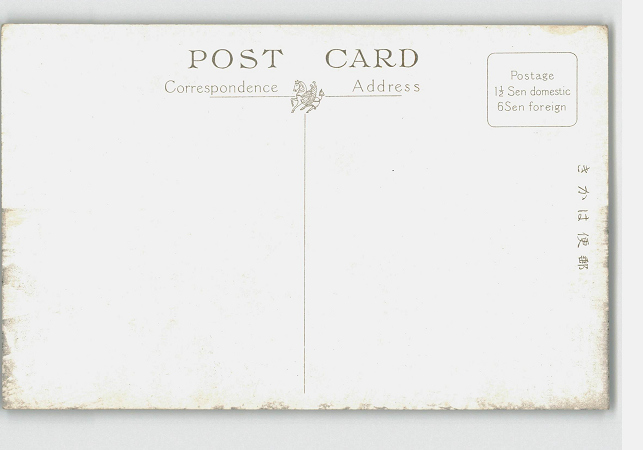 POST CARD
Correspondence Address
Postage
1½ Sen domestic
6Sen foreign
きかは便郵